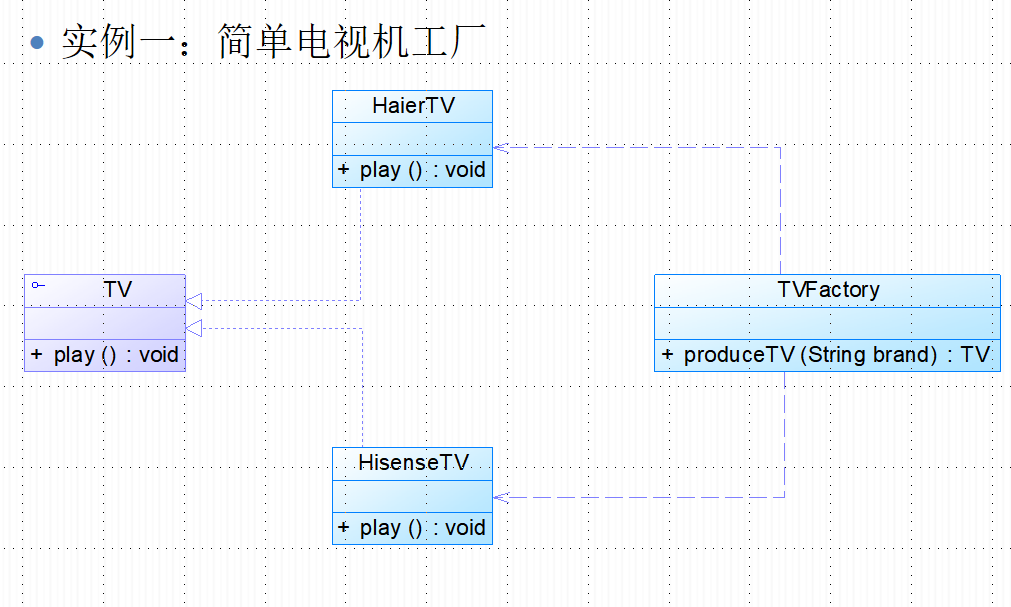 实例一：简单电视机工厂
HaierTV
+ play () : void
TV
+ play () : void
TVFactory
+ produceTV (String brand) : TV
HisenseTV
+ play () : void